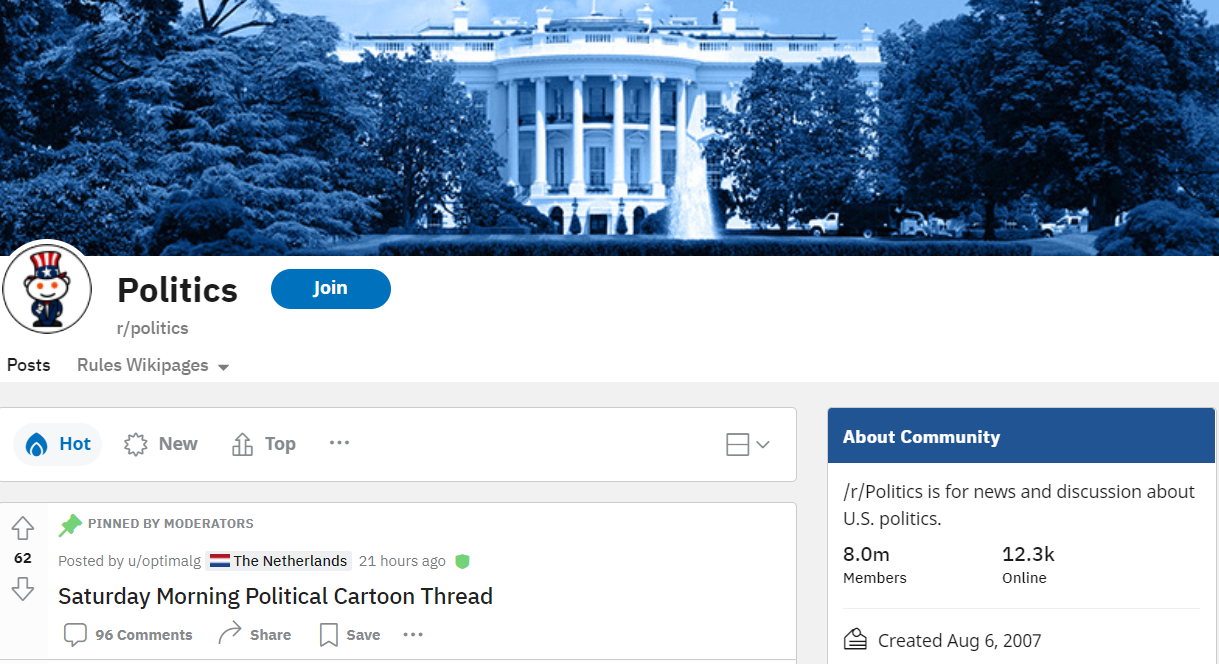 Politics
Join
r/politics
Posts Rules Wikipages
Hot New Top ...
PINNED BY MODERATORS
62
Posted by u/optimalg The Netherlands 21 hours ago
Saturday Morning Political Cartoon Thread
96 Comments Share Save ...
About Community
/r/Politics is for news and discussion about
U.S. politics.
8.0m 12.3k
Members Online
Created Aug 6, 2007